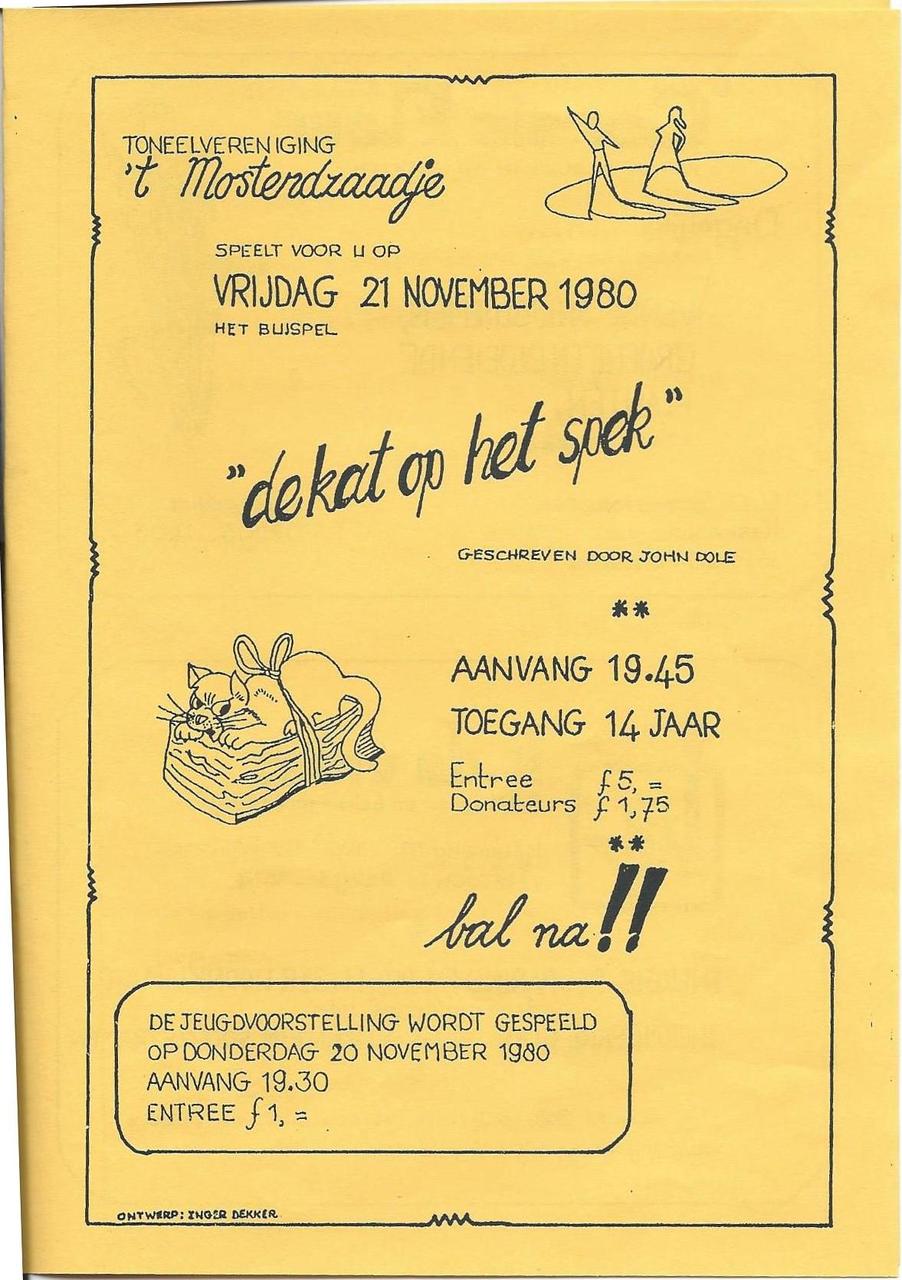 TONEELVERENIGING
't Mosterdzaadje
SPEELT VOOR U OP
VRIJDAG 21 NOVEMBER 1980
HET BLIJSPEL
"de kat op het spek"
GESCHREVEN DOOR JOHN DOLE
**
AANVANG 19.45
TOEGANG 14 JAAR
Entree f 5, =
Donateurs f 1,75
**
bal na!!
DE JEUGDVOORSTELLING WORDT GESPEELD
OP DONDERDAG 20 NOVEMBER 1980
AANVANG 19.30
ENTREE f 1, =
ONTWERP: INGER DEKKER